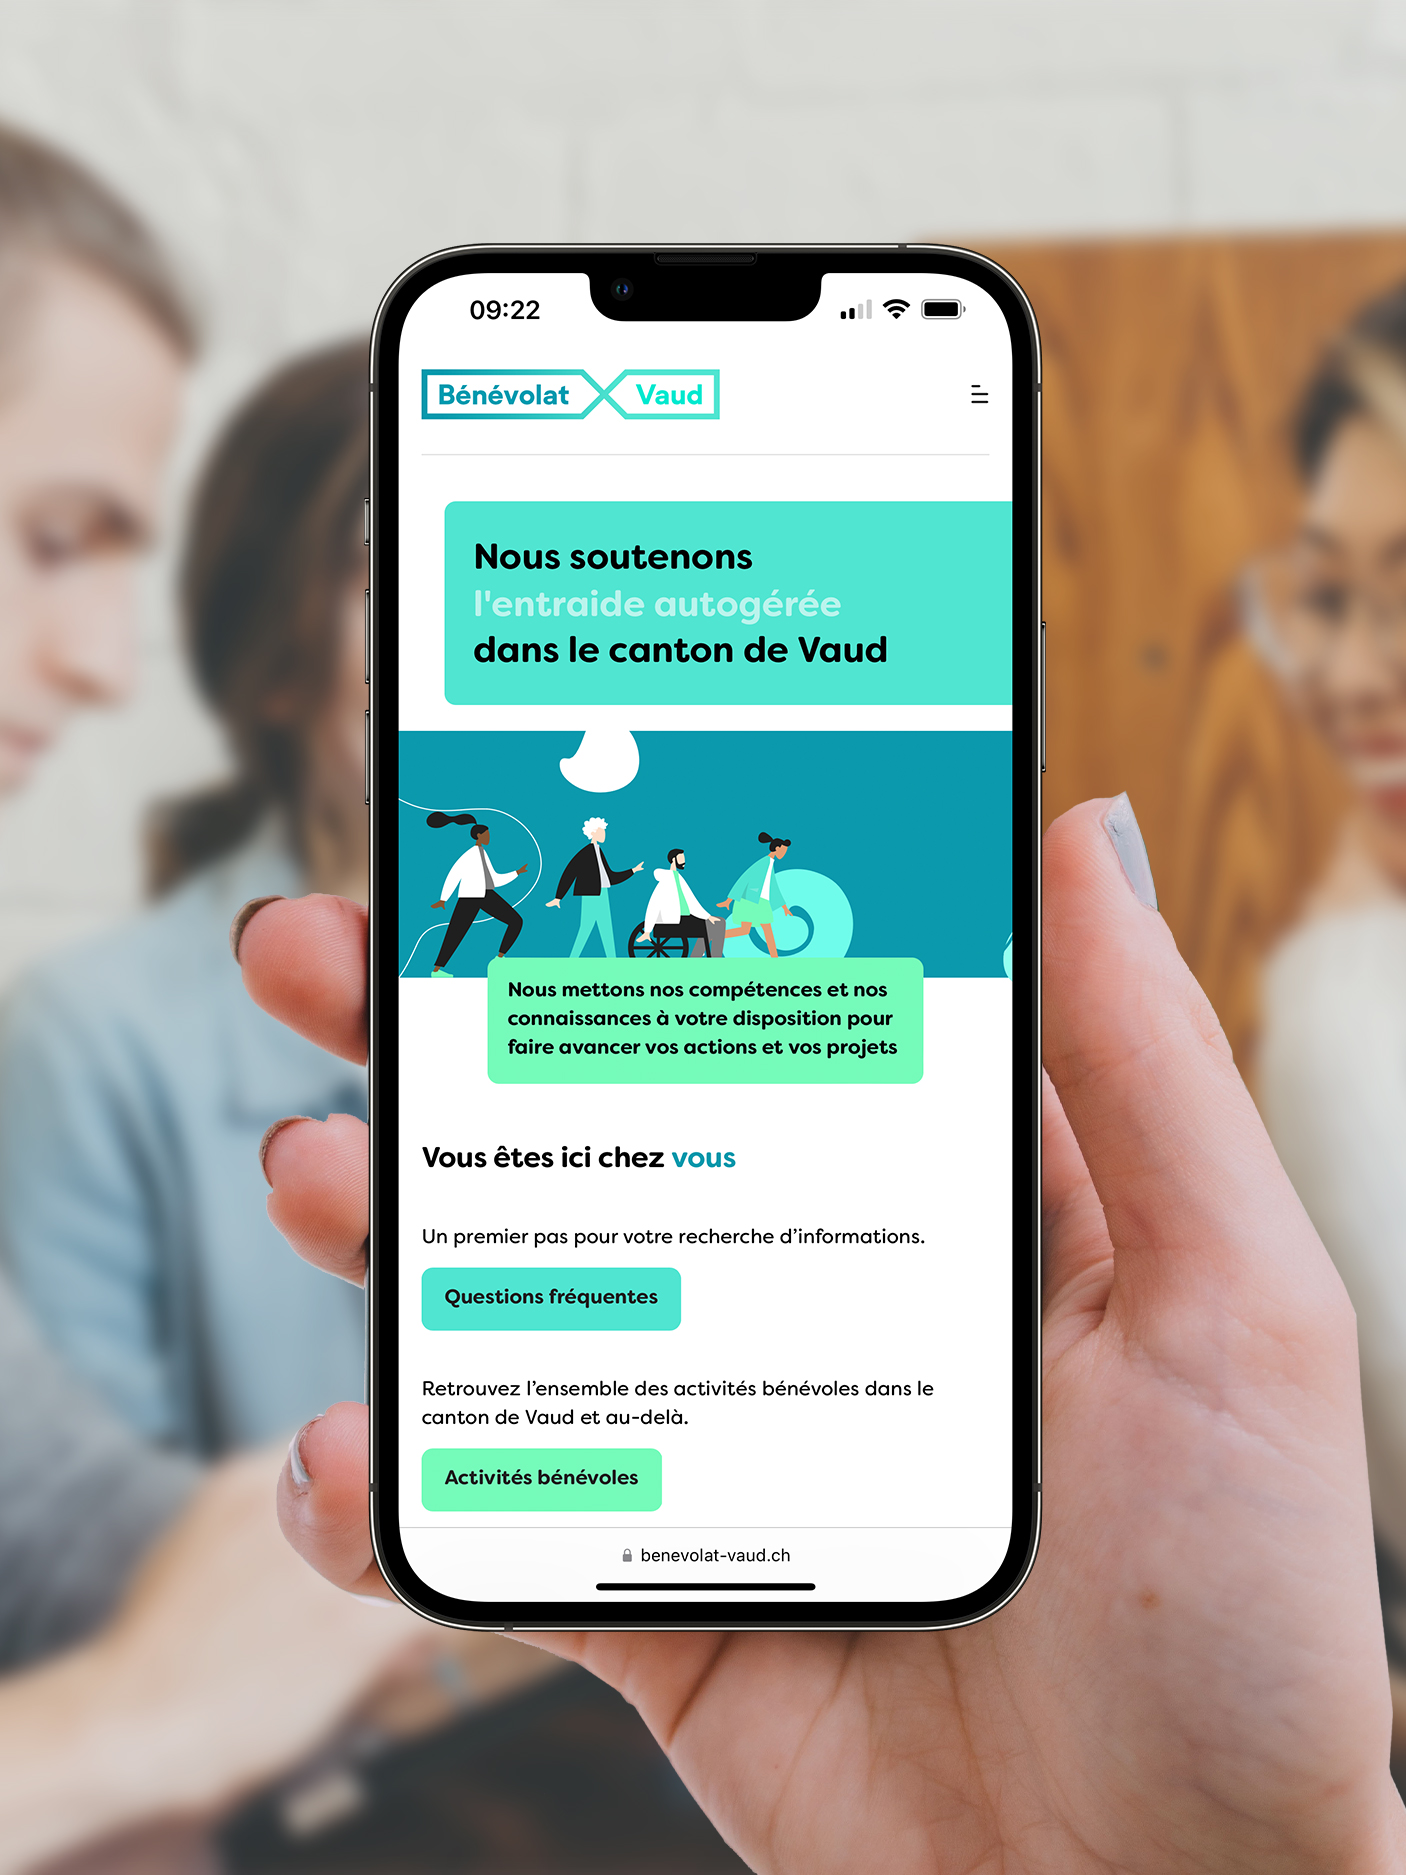 09:22
Bénévolat Vaud
Nous soutenons
l'entraide autogérée
dans le canton de Vaud
Nous mettons nos compétences et nos
connaissances à votre disposition pour
faire avancer vos actions et vos projets
Vous êtes ici chez vous
Un premier pas pour votre recherche d’informations.
Questions fréquentes
Retrouvez l’ensemble des activités bénévoles dans le
canton de Vaud et au-delà.
Activités bénévoles
benevolat-vaud.ch